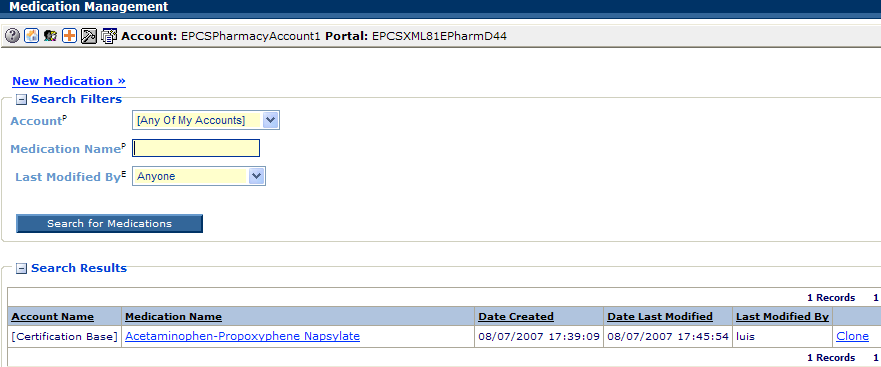 Medication Management
Account: EPCSPharmacyAccount1 Portal: EPCSXML81EPharmD44
New Medication »
Search Filters
AccountP [Any Of My Accounts]
Medication NameP
Last Modified ByE Anyone
Search for Medications
Search Results
1 Records 1
Account Name Medication Name Date Created Date Last Modified Last Modified By
[Certification Base] Acetaminophen-Propoxyphene Napsylate 08/07/2007 17:39:09 08/07/2007 17:45:54 luis Clone
1 Records 1